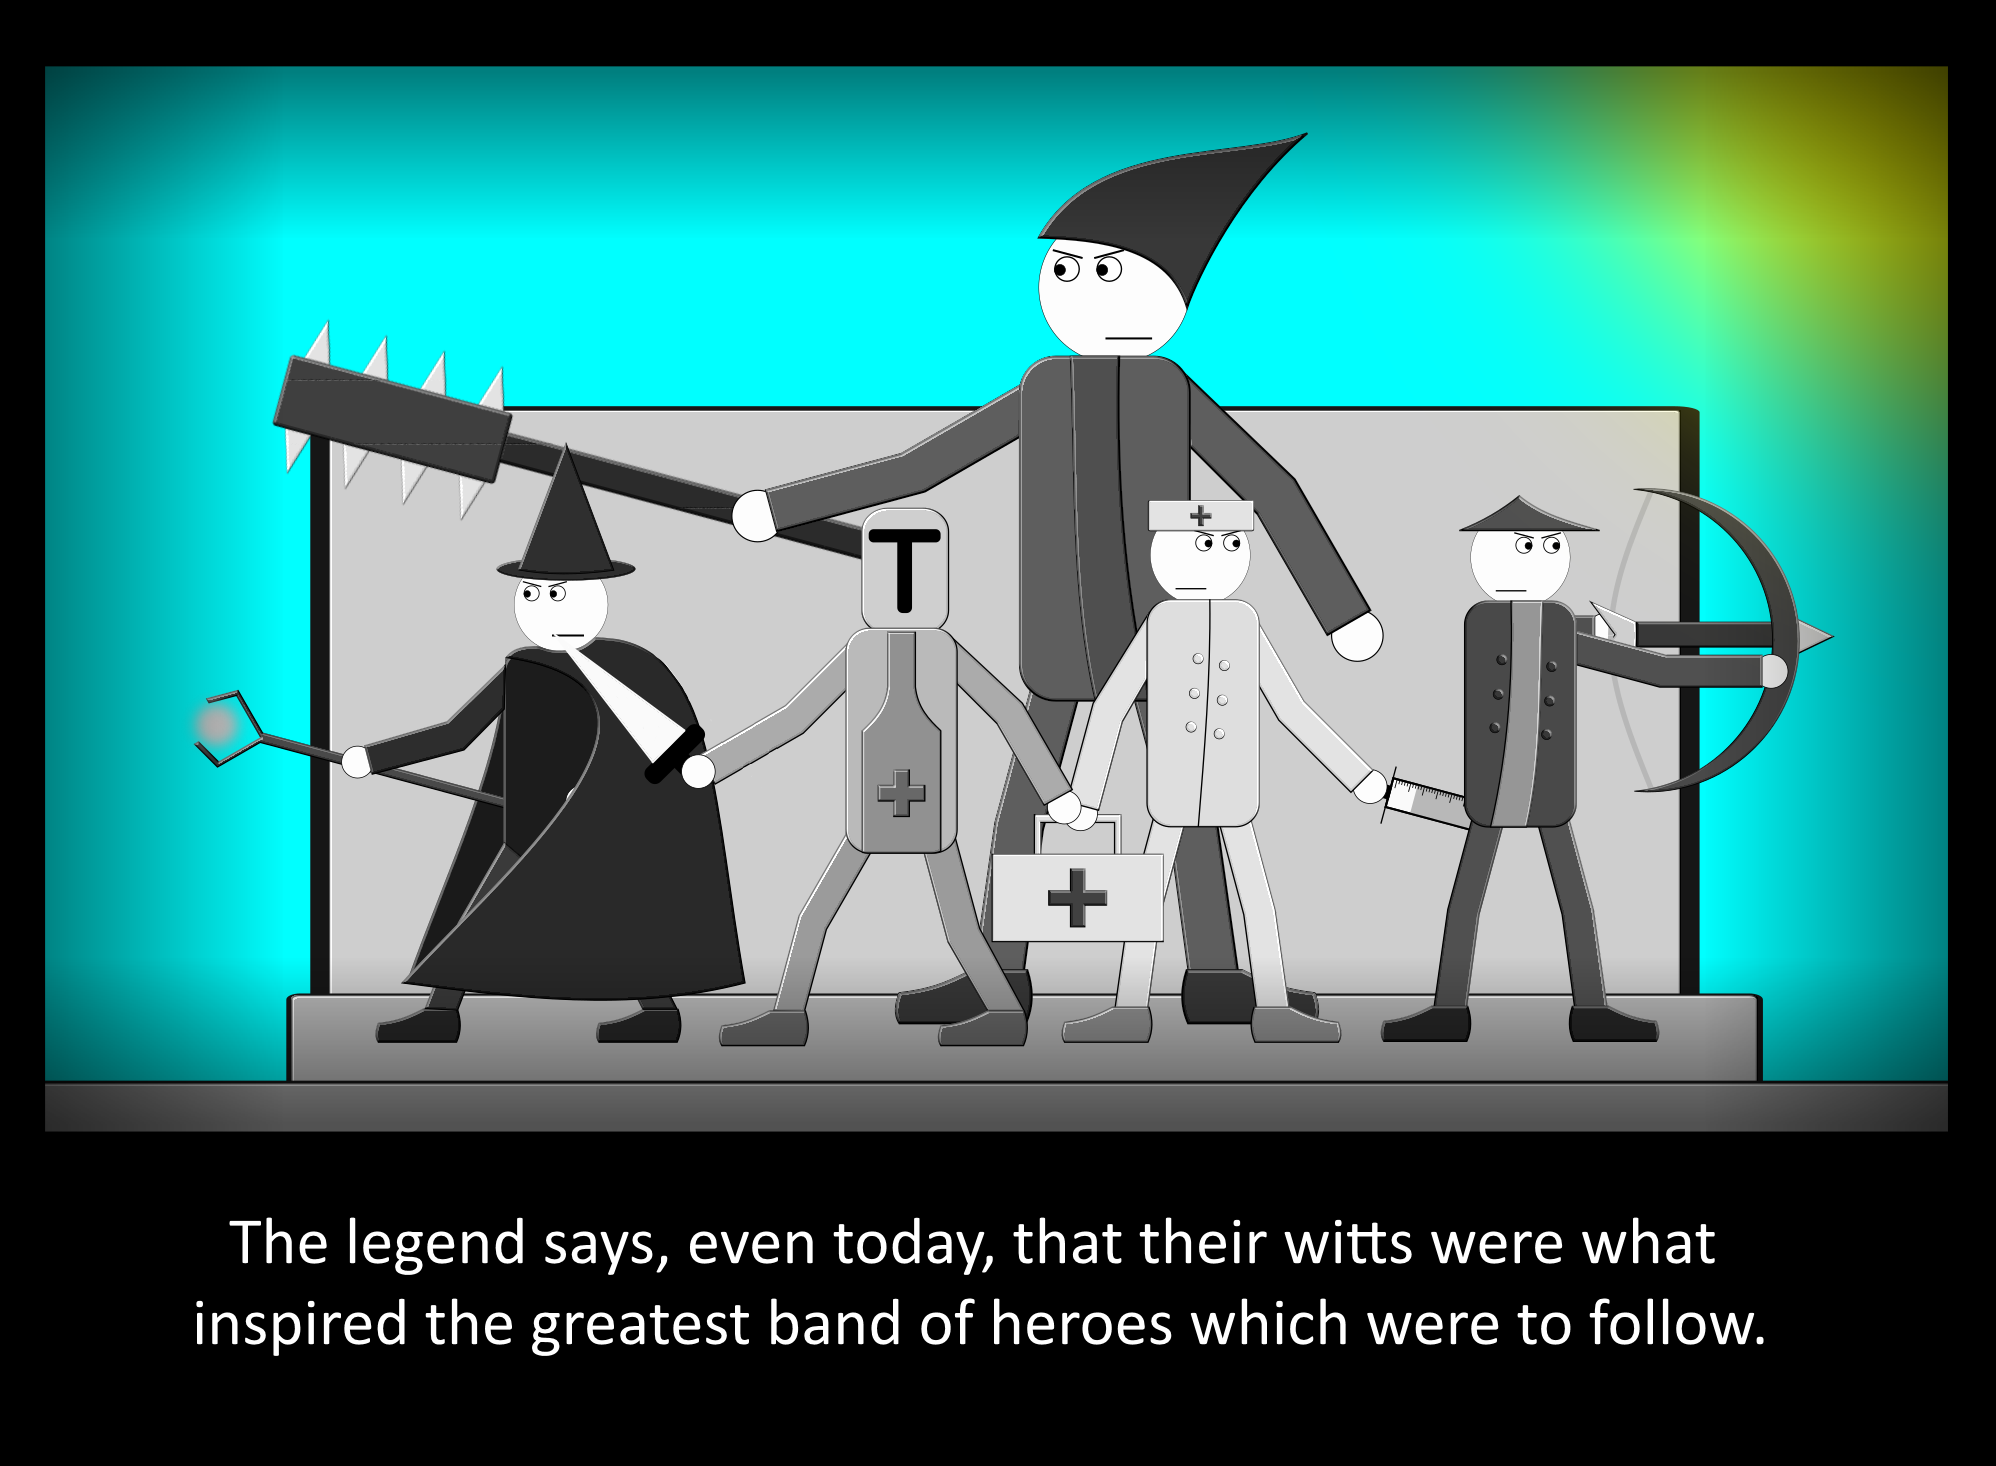 The legend says, even today, that their witts were what
inspired the greatest band of heroes which were to follow.